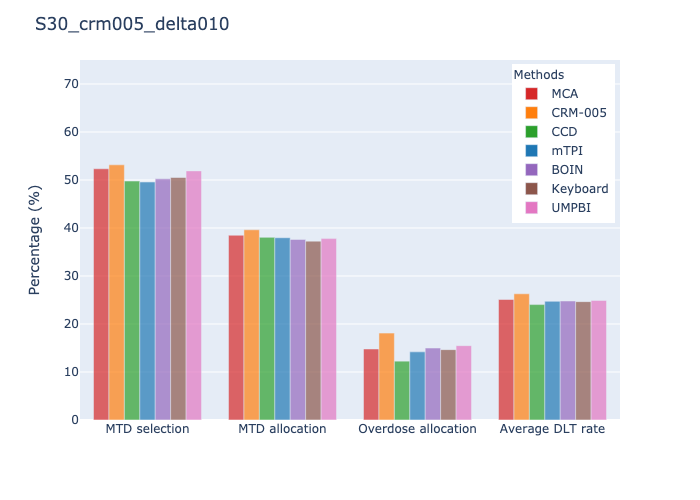 S30_crm005_delta010
Methods
MCA
CRM-005
CCD
mTPI
BOIN
Keyboard
UMPBI
Percentage (%)
70
60
50
40
30
20
10
0
MTD selection
MTD allocation
Overdose allocation
Average DLT rate